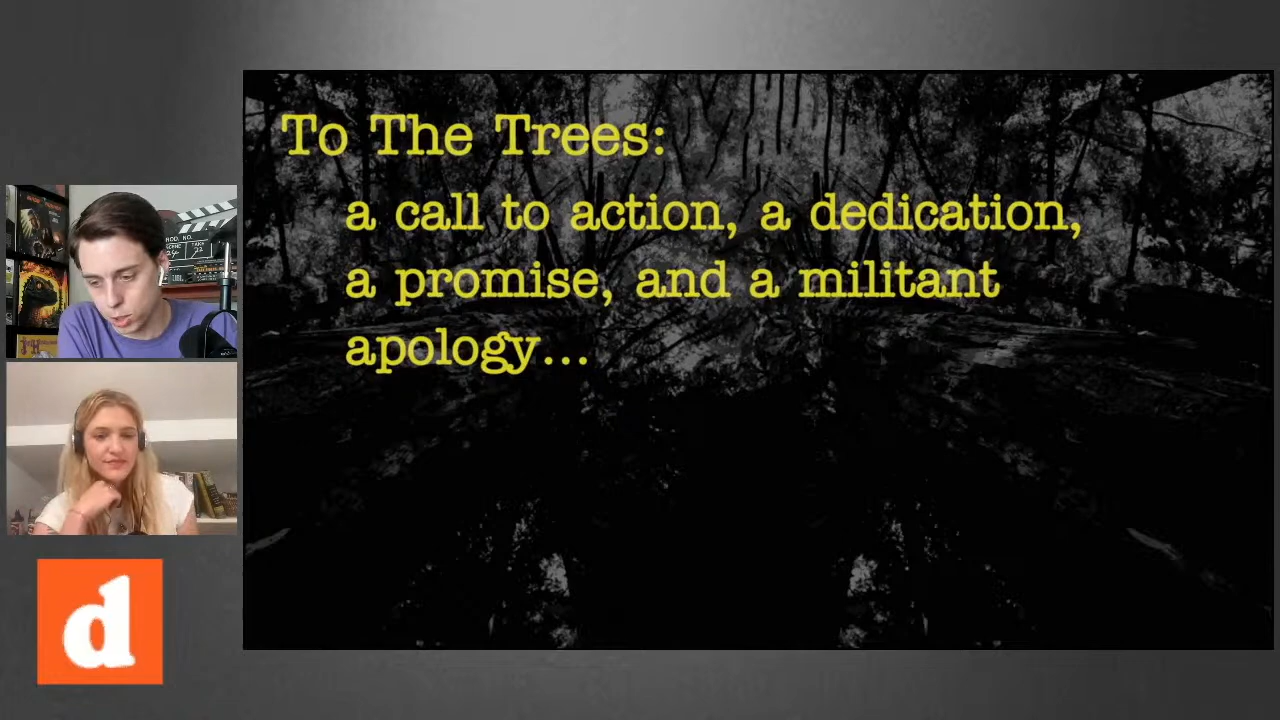 To The Trees:
a call to action, a dedication,
a promise, and a militant
apology...
d